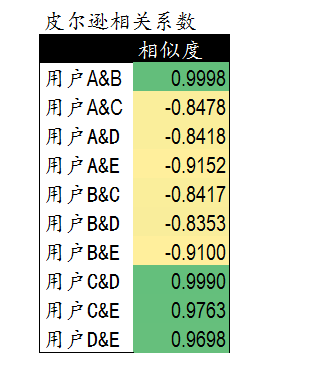 皮尔逊相关系数
相似度
用户A&B 0.9998
用户A&C -0.8478
用户A&D -0.8418
用户A&E -0.9152
用户B&C -0.8417
用户B&D -0.8353
用户B&E -0.9100
用户C&D 0.9990
用户C&E 0.9763
用户D&E 0.9698